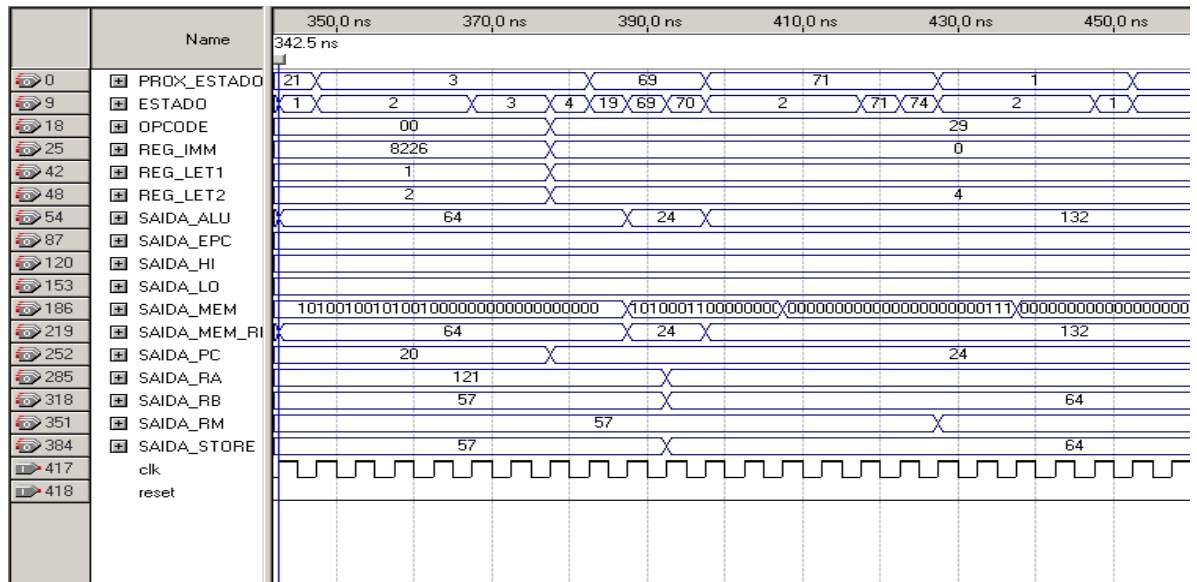 350,0 ns 370,0 ns 390,0 ns 410,0 ns 430,0 ns 450,0 ns
Name
342.5 ns
0 PROX_ESTADO 21 3 69 71 1
9 ESTADO 1 2 3 4 19 69 70 2 71 74 2 1
18 OPCODE 00 29
25 REG_IMM 8226 0
42 REG_LET1 1
48 REG_LET2 2 4
54 SAIDA_ALU 64 24 132
87 SAIDA_EPC
120 SAIDA_HI
153 SAIDA_LO
186 SAIDA_MEM 10100100101001000000000000000000
219 SAIDA_MEM_RI 64 24 132
252 SAIDA_PC 20 24
285 SAIDA_RA 121
318 SAIDA_RB 57 64
351 SAIDA_RM 57
384 SAIDA_STORE 57 64
417 clk
418 reset